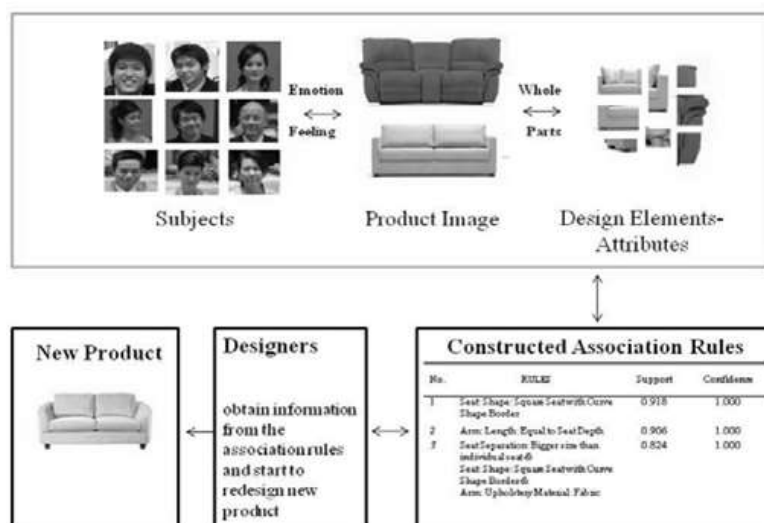 Emotion
Feeling
Whole
Parts
Subjects
Product Image
Design Elements-
Attributes
New Product
Designers
obtain information
from the
association rules
and start to
redesign new
product
Constructed Association Rules
No. RULES Support Confidence
1 Seat Shape: Square Seat with Curve 0.918 1.000
Shape Border
2 Arm: Length: Equal to Seat Depth 0.906 1.000
3 Seat Separation: Bigger size than 0.824 1.000
individual seat &
Seat Shape: Square Seat with Curve
Shape Border &
Arm: Upholstery Material: Fabric